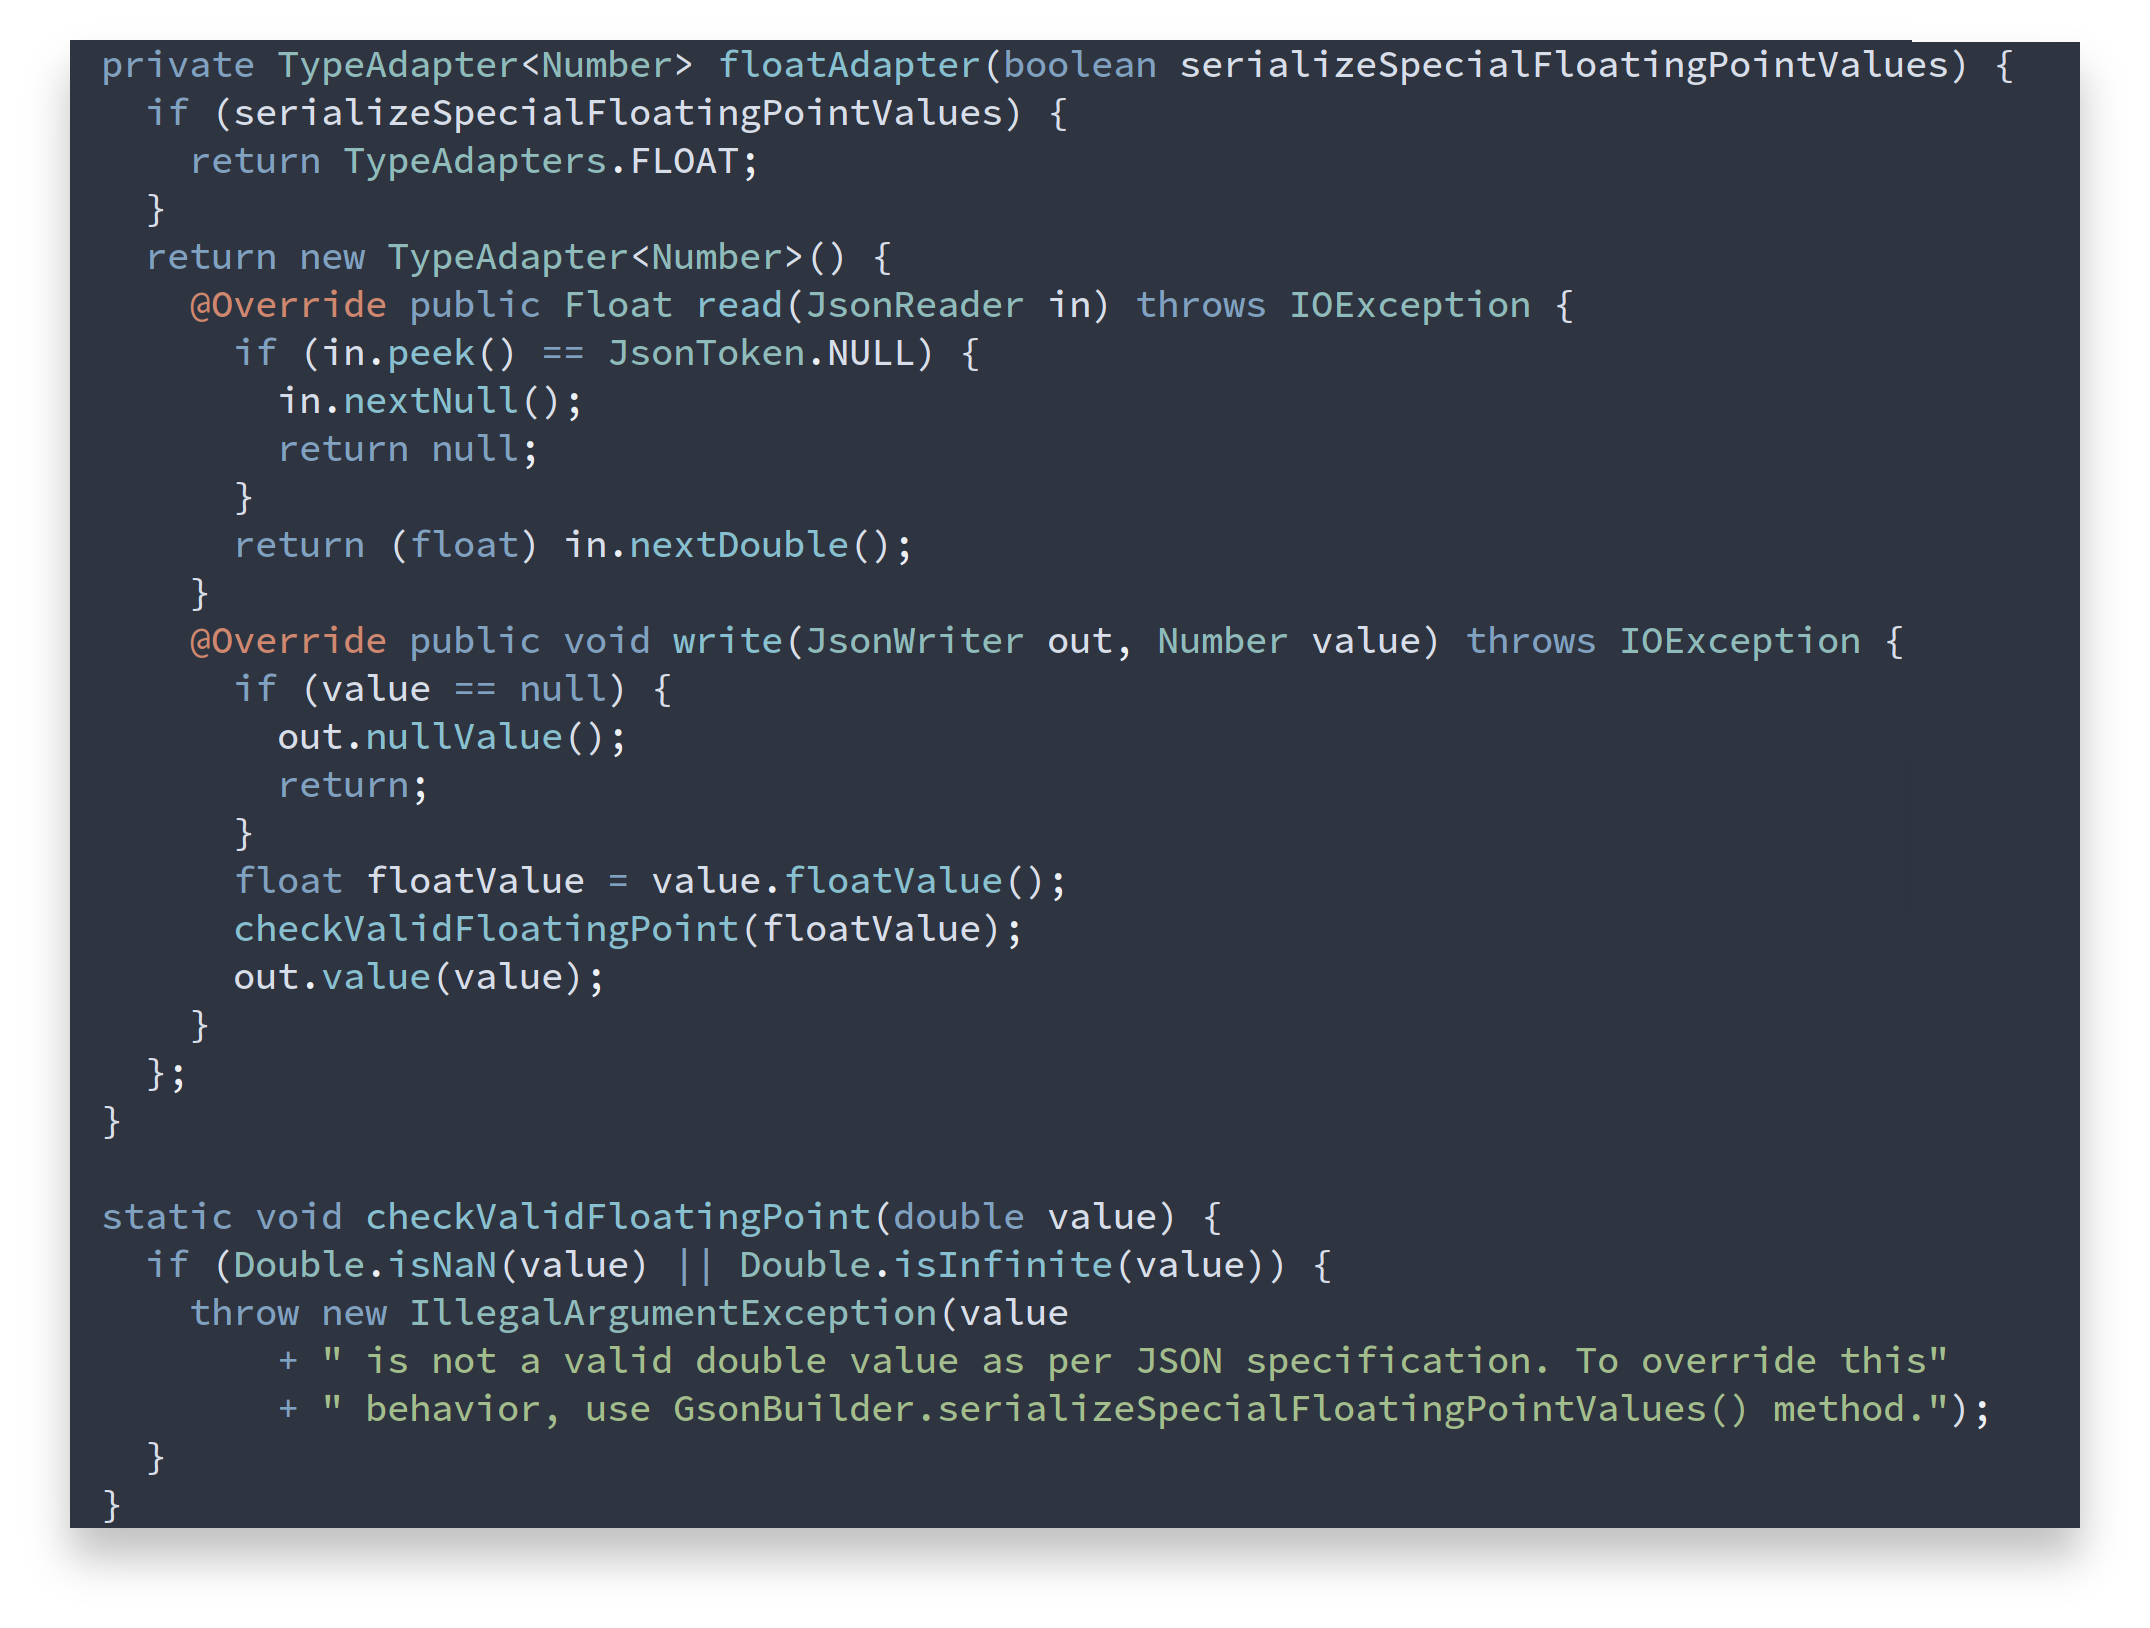 private TypeAdapter<Number> floatAdapter(boolean serializeSpecialFloatingPointValues) {
  if (serializeSpecialFloatingPointValues) {
    return TypeAdapters.FLOAT;
  }
  return new TypeAdapter<Number>() {
    @Override public Float read(JsonReader in) throws IOException {
      if (in.peek() == JsonToken.NULL) {
        in.nextNull();
        return null;
      }
      return (float) in.nextDouble();
    }
    @Override public void write(JsonWriter out, Number value) throws IOException {
      if (value == null) {
        out.nullValue();
        return;
      }
      float floatValue = value.floatValue();
      checkValidFloatingPoint(floatValue);
      out.value(value);
    }
  };
}

static void checkValidFloatingPoint(double value) {
  if (Double.isNaN(value) || Double.isInfinite(value)) {
    throw new IllegalArgumentException(value
        + " is not a valid double value as per JSON specification. To override this"
        + " behavior, use GsonBuilder.serializeSpecialFloatingPointValues() method.");
  }
}